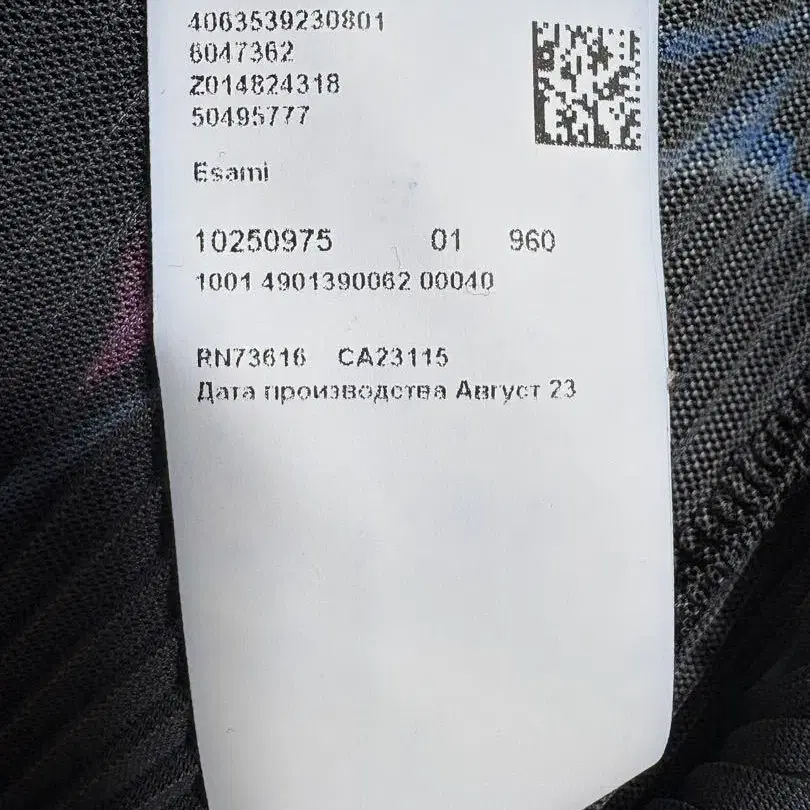 4063539230801
6047362
Z014824318
50495777
Esami
10250975 01 960
1001 4901390062 00040
RN73616 CA23115
Дата производства Август 23